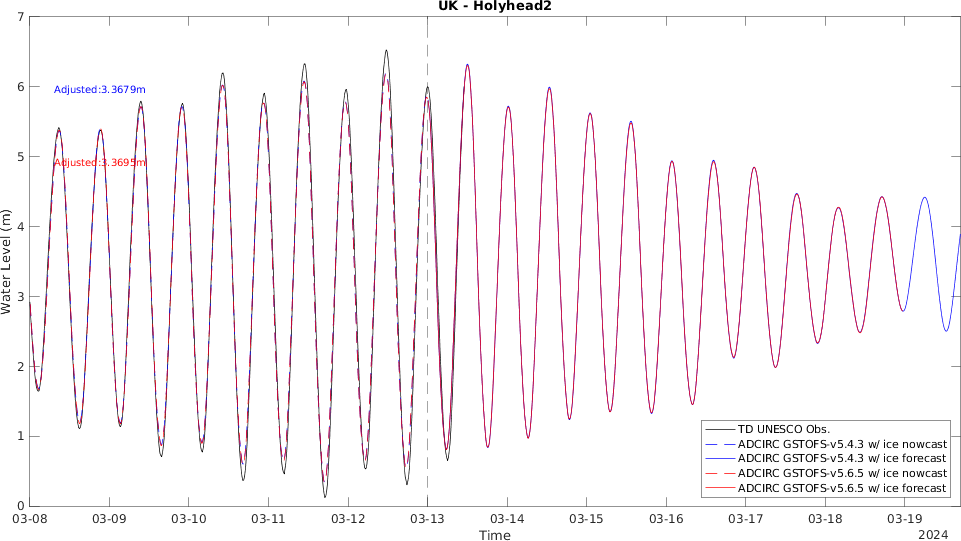 UK - Holyhead2
7
6
5
4
3
2
1
0
Water Level (m)
Adjusted:3.3679m
Adjusted:3.3695m
TD UNESCO Obs.
ADCIRC GSTOFS-v5.4.3 w/ ice nowcast
ADCIRC GSTOFS-v5.4.3 w/ ice forecast
ADCIRC GSTOFS-v5.6.5 w/ ice nowcast
ADCIRC GSTOFS-v5.6.5 w/ ice forecast
03-08 03-09 03-10 03-11 03-12 03-13 03-14 03-15 03-16 03-17 03-18 03-19
Time
2024